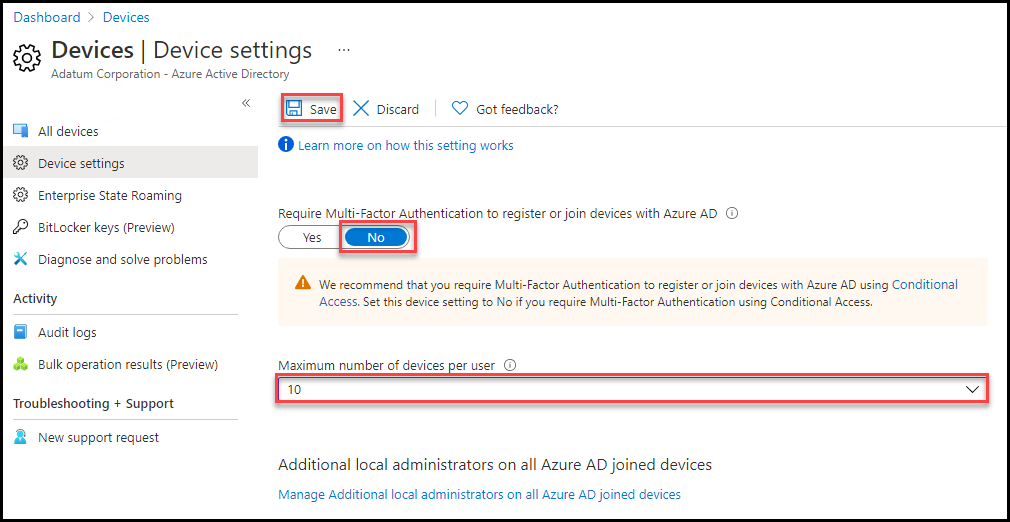 Dashboard > Devices
Devices | Device settings ...
Adatum Corporation - Azure Active Directory
«
All devices
Device settings
Enterprise State Roaming
BitLocker keys (Preview)
Diagnose and solve problems
Activity
Audit logs
Bulk operation results (Preview)
Troubleshooting + Support
New support request
Save Discard Got feedback?
Learn more on how this setting works
Require Multi-Factor Authentication to register or join devices with Azure AD
Yes No
We recommend that you require Multi-Factor Authentication to register or join devices with Azure AD using Conditional
Access. Set this device setting to No if you require Multi-Factor Authentication using Conditional Access.
Maximum number of devices per user
10
Additional local administrators on all Azure AD joined devices
Manage Additional local administrators on all Azure AD joined devices